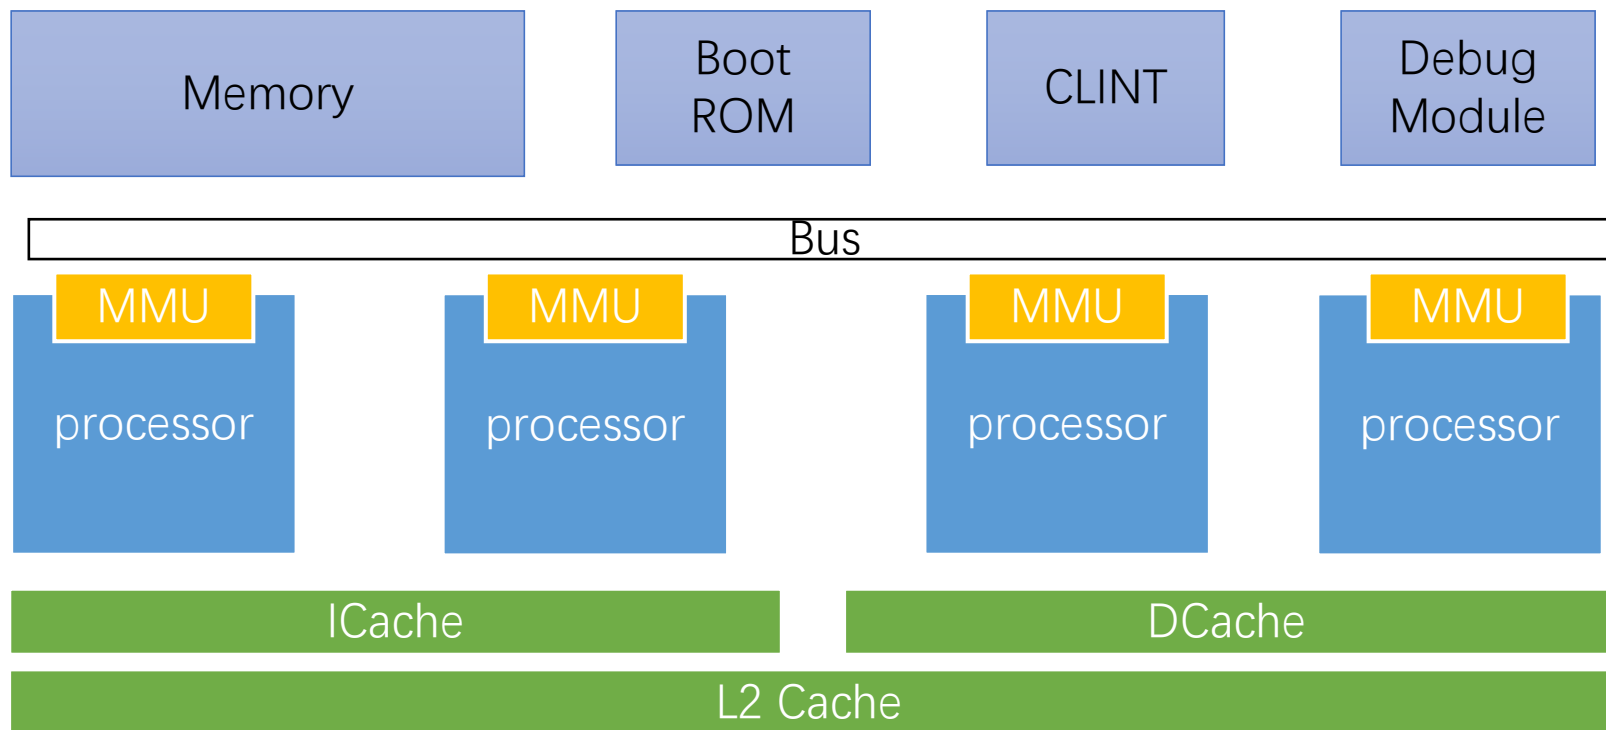 Memory
Boot
ROM
CLINT
Debug
Module
Bus
MMU
MMU
MMU
MMU
processor
processor
processor
processor
ICache
DCache
L2 Cache